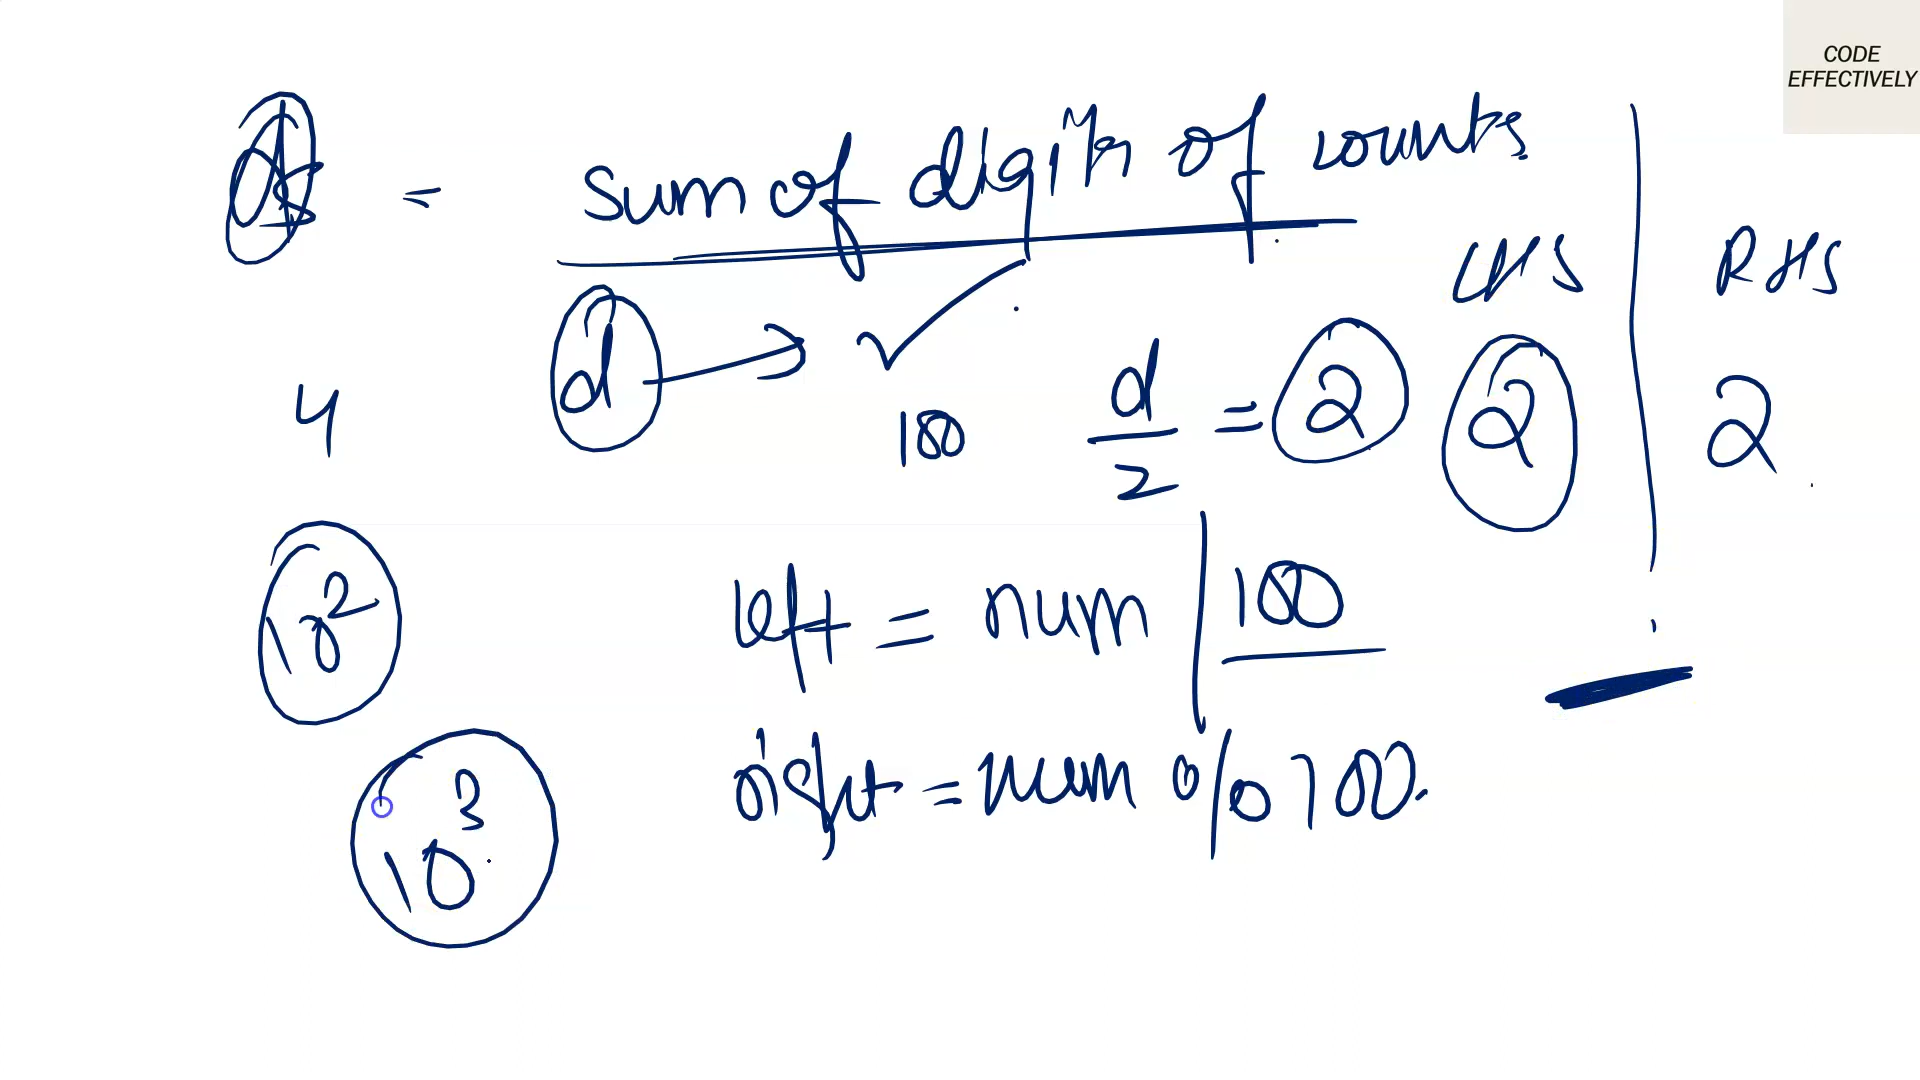 CODE
EFFECTIVELY
= sum of digits of counts
LHS RHS
4 d 100 d/2 = 2 2 2
10² left = num / 100
10³ right = num % 100.